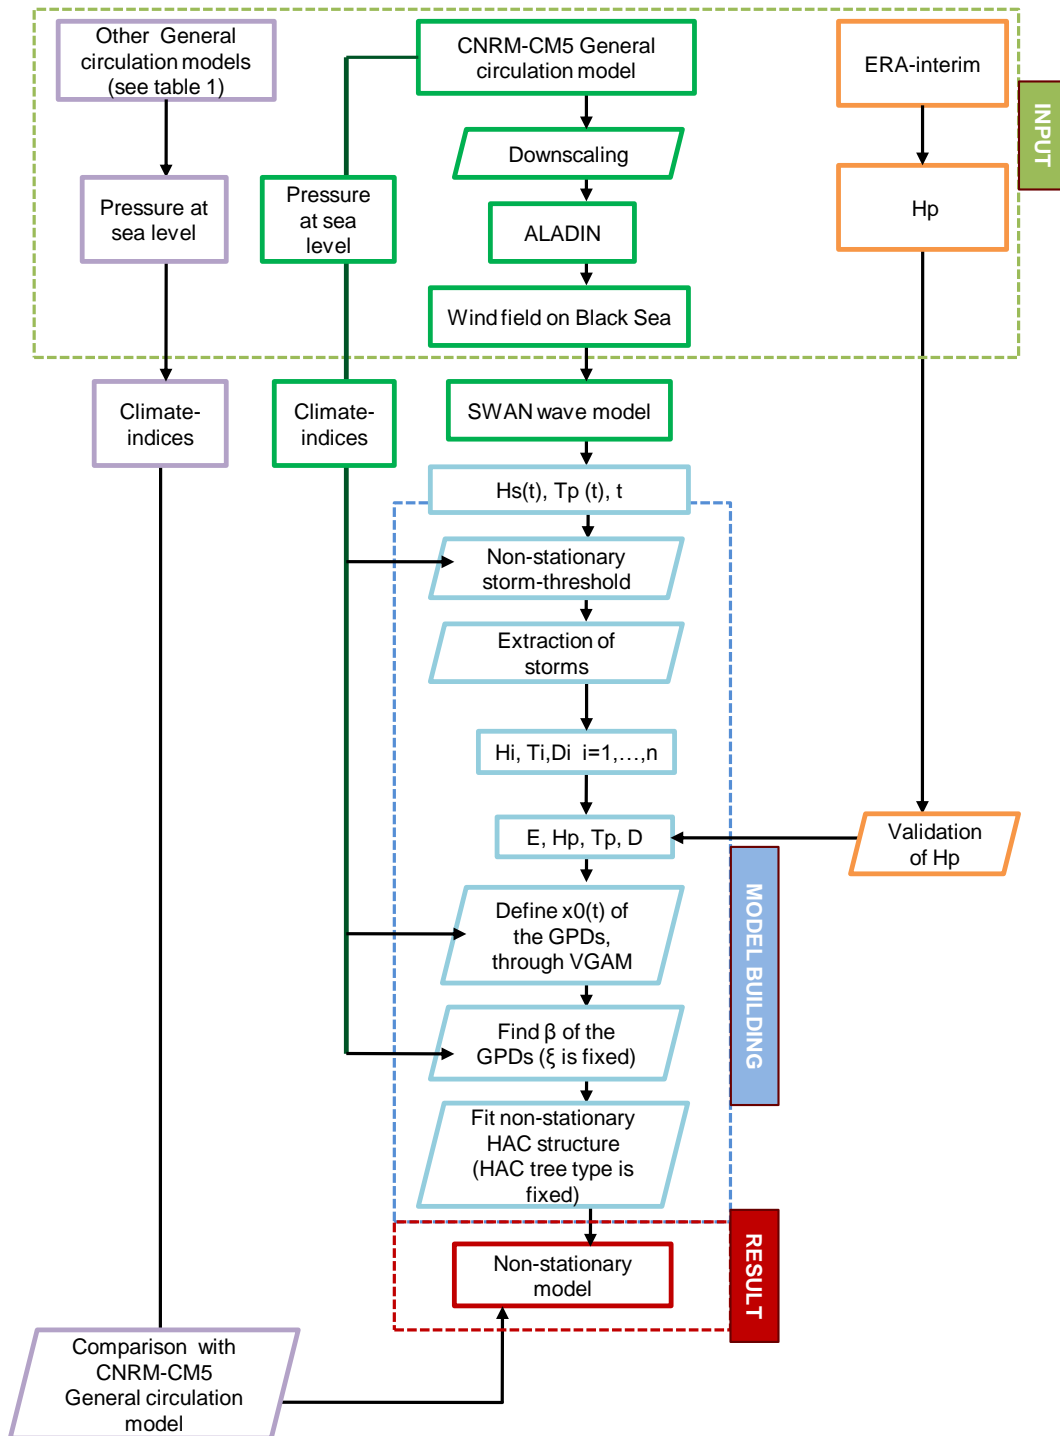 Other General
circulation models
(see table 1)
CNRM-CM5 General
circulation model
ERA-interim
INPUT
Downscaling
Pressure at
sea level
Pressure
at sea
level
ALADIN
Hp
Wind field on Black Sea
Climate-
indices
Climate-
indices
SWAN wave model
Hs(t), Tp (t), t
Non-stationary
storm-threshold
Extraction of
storms
Hi, Ti,Di i=1,…,n
E, Hp, Tp, D
Validation
of Hp
MODEL BUILDING
Define x0(t) of
the GPDs,
through VGAM
Find β of the
GPDs (ξ is fixed)
Fit non-stationary
HAC structure
(HAC tree type is
fixed)
RESULT
Non-stationary
model
Comparison with
CNRM-CM5
General circulation
model